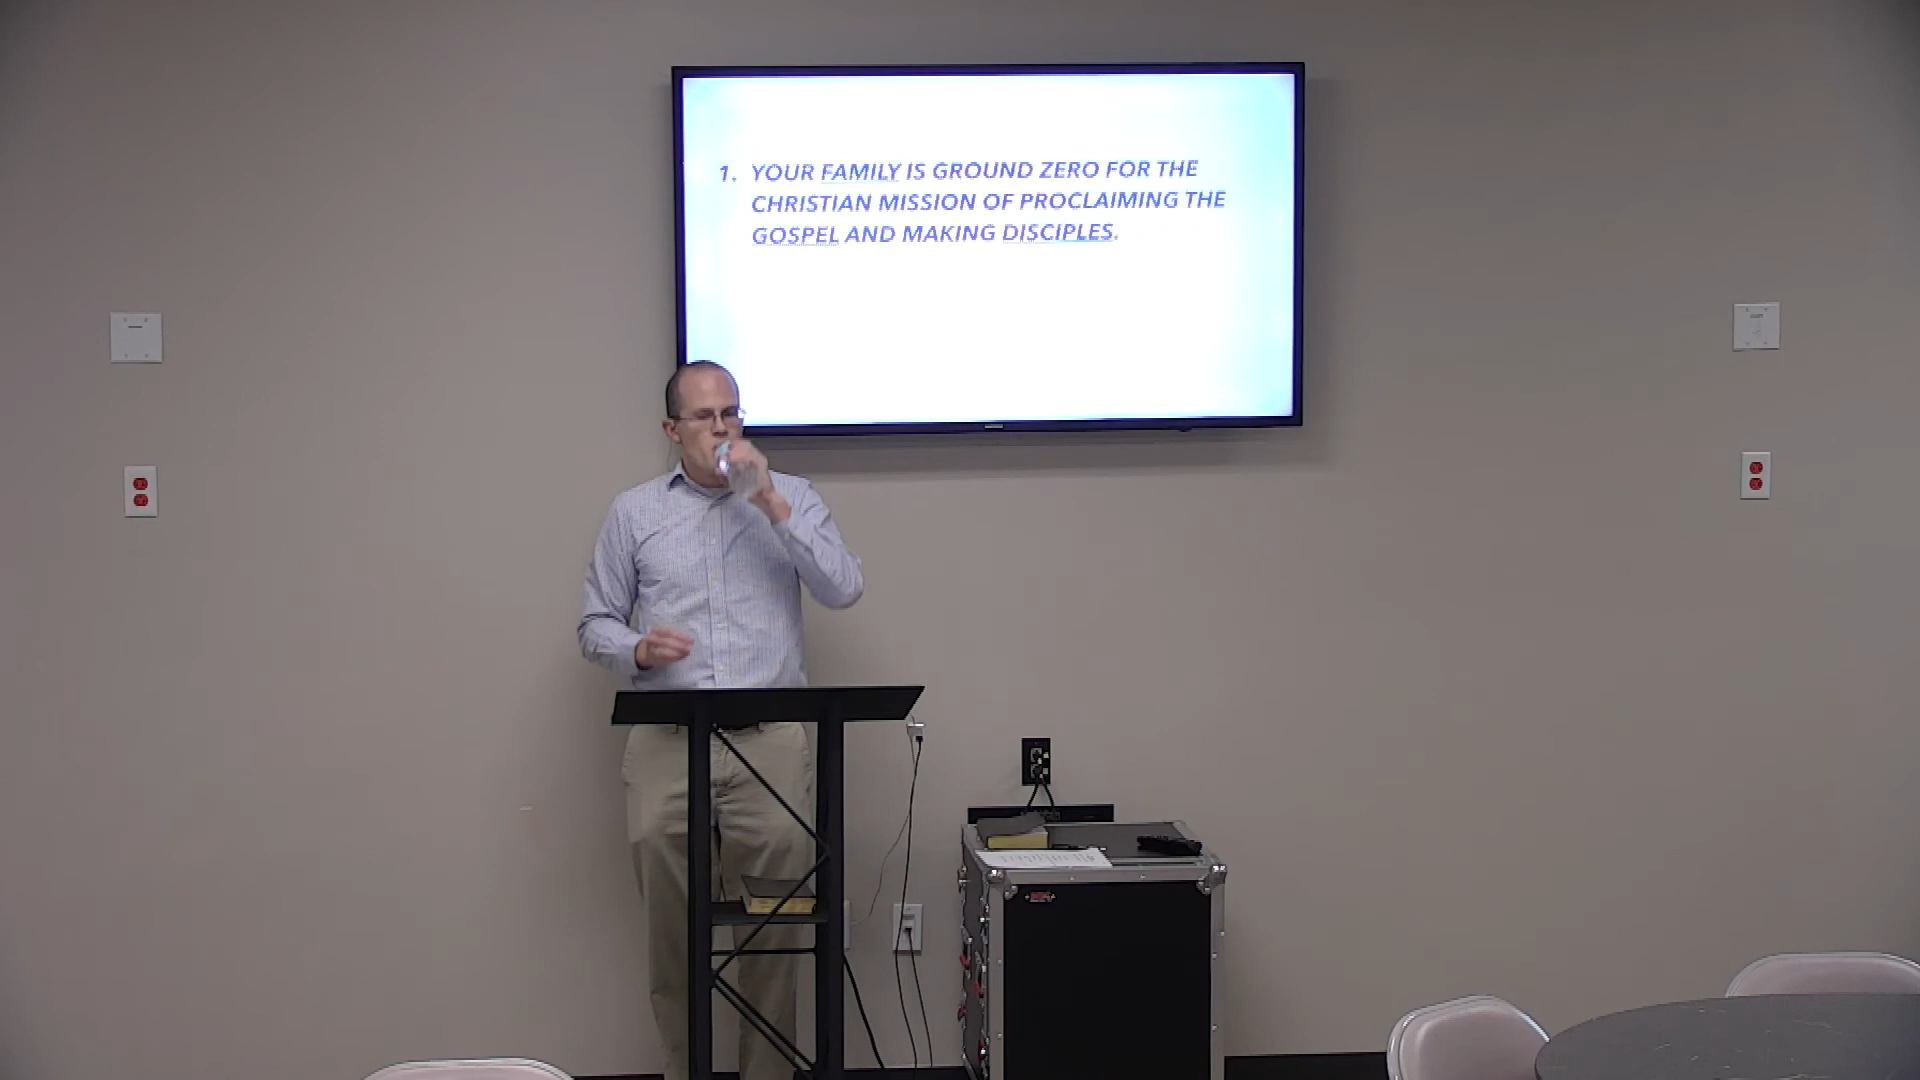 1. YOUR FAMILY IS GROUND ZERO FOR THE
CHRISTIAN MISSION OF PROCLAIMING THE
GOSPEL AND MAKING DISCIPLES.